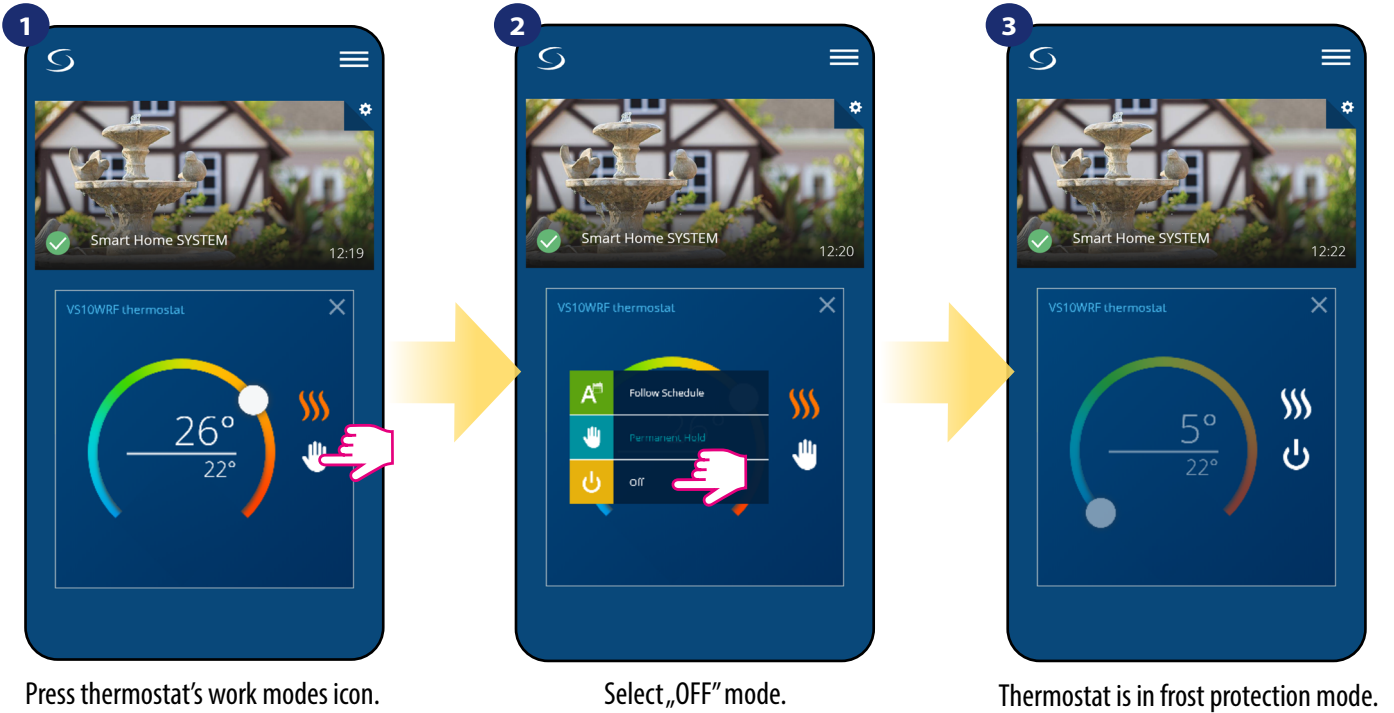 1
Smart Home SYSTEM
12:19
VS10WRF thermostat
26°
22°
Press thermostat's work modes icon.
2
Smart Home SYSTEM
12:20
VS10WRF thermostat
A
Follow Schedule
Permanent Hold
Off
Select „OFF” mode.
3
Smart Home SYSTEM
12:22
VS10WRF thermostat
5°
22°
Thermostat is in frost protection mode.